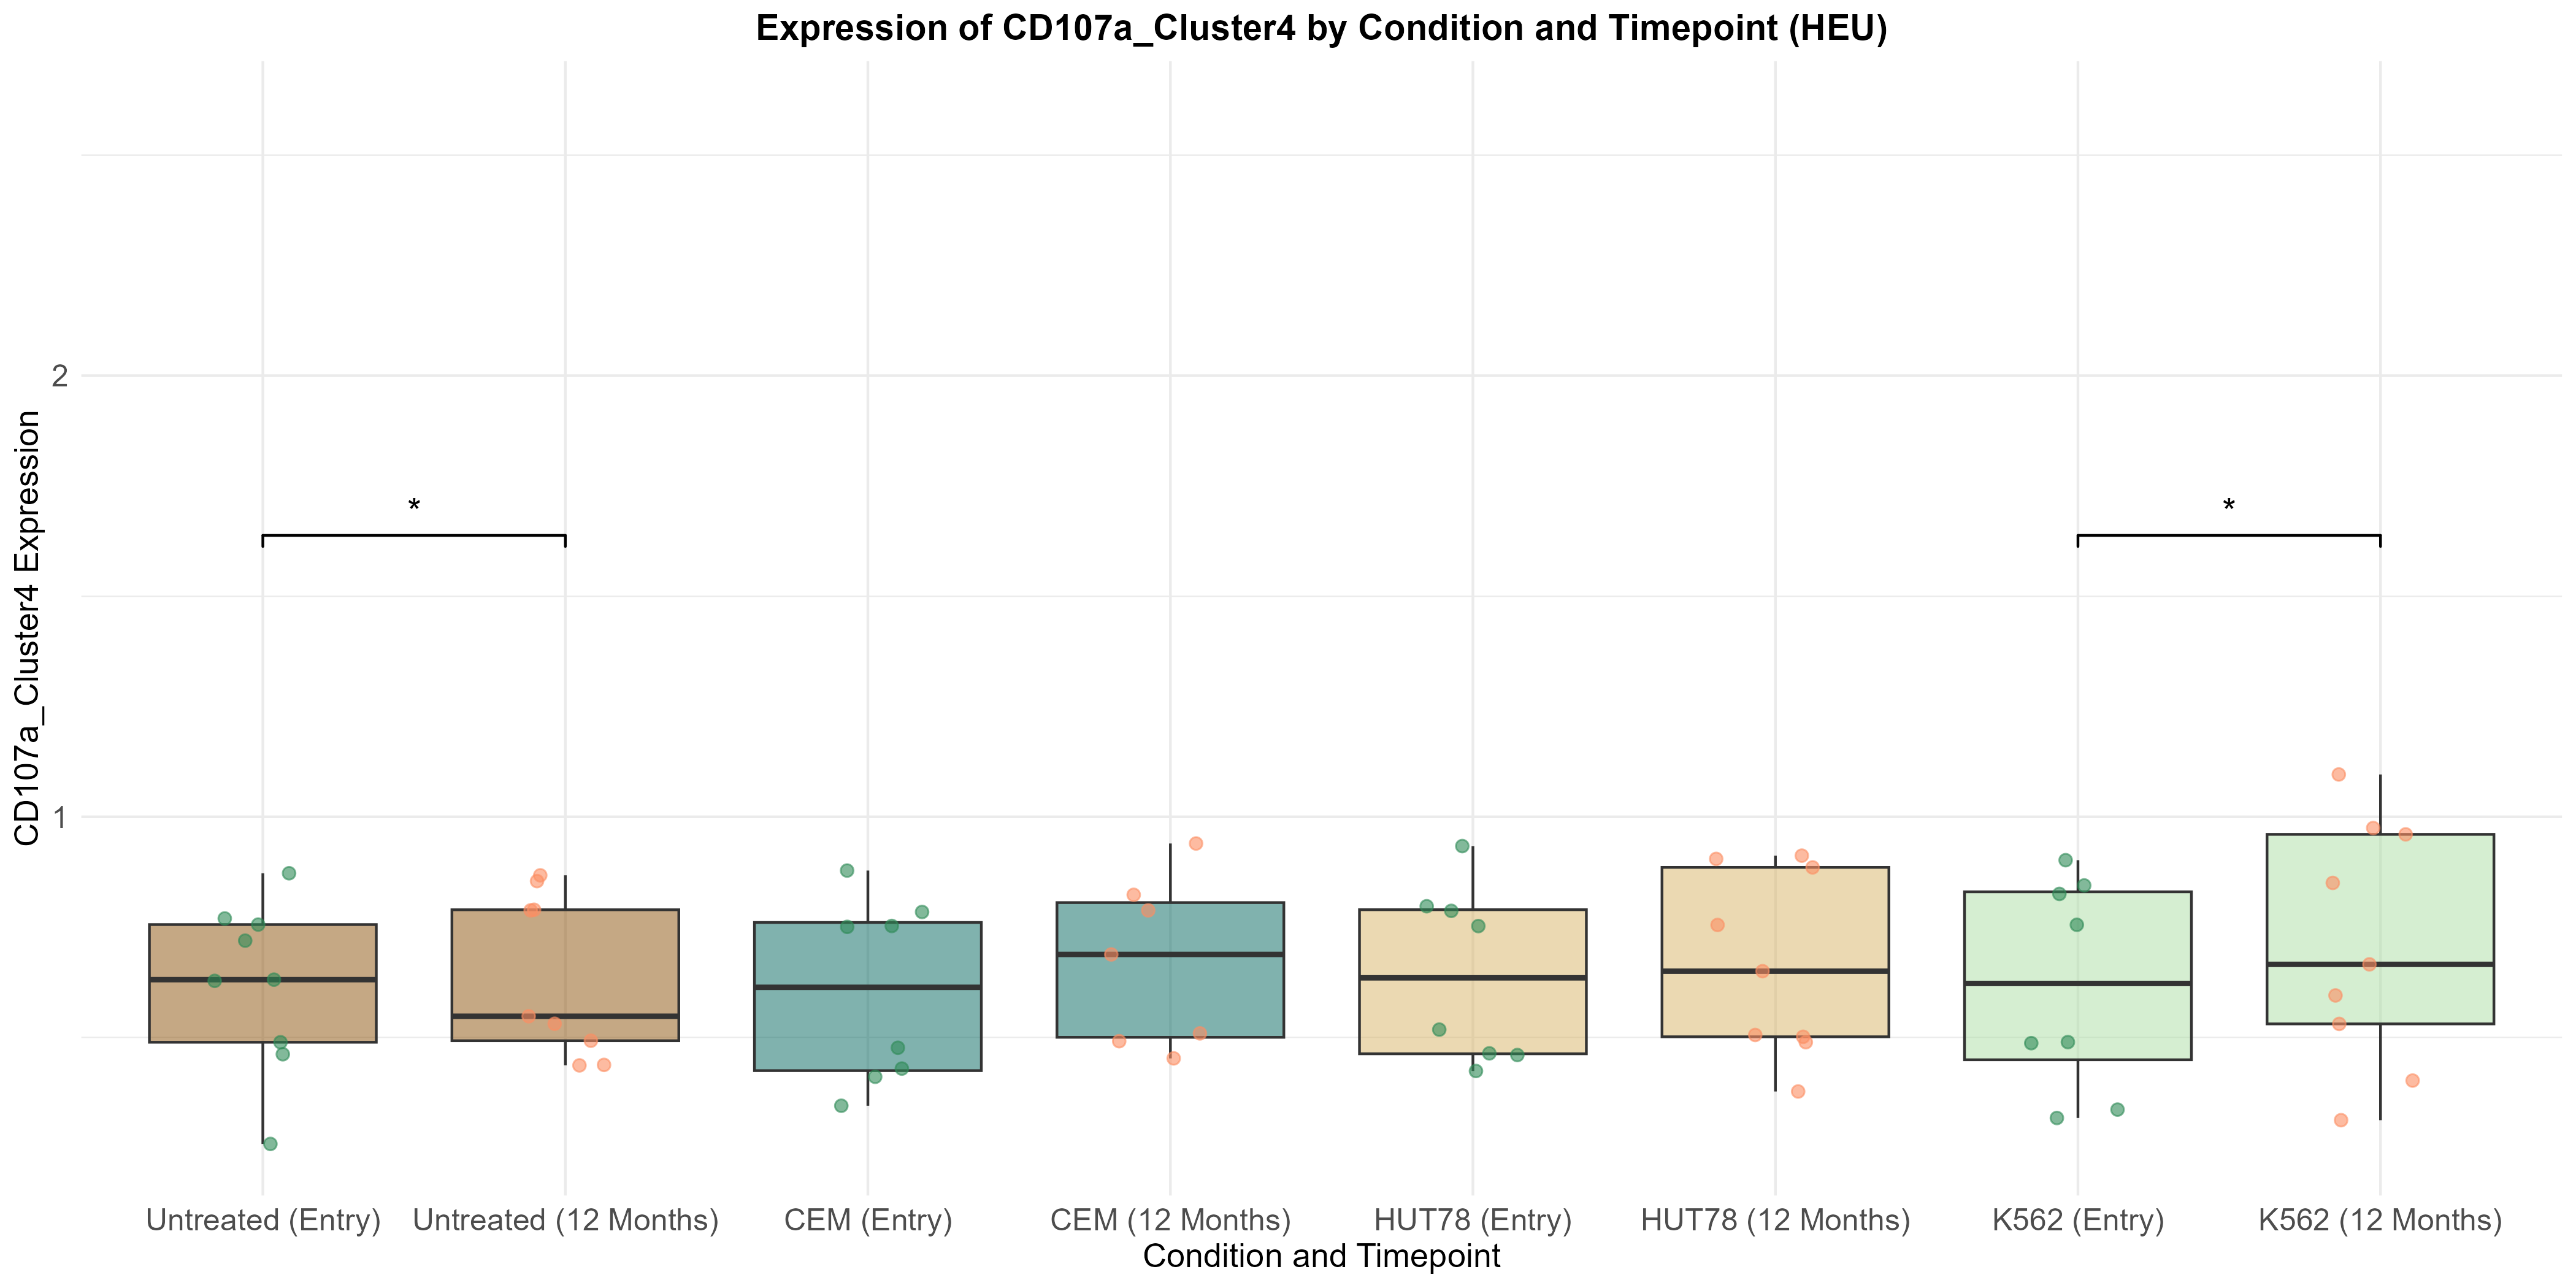 Expression of CD107a_Cluster4 by Condition and Timepoint (HEU)
CD107a_Cluster4 Expression
2
1
*
*
Untreated (Entry)
Untreated (12 Months)
CEM (Entry)
CEM (12 Months)
HUT78 (Entry)
HUT78 (12 Months)
K562 (Entry)
K562 (12 Months)
Condition and Timepoint